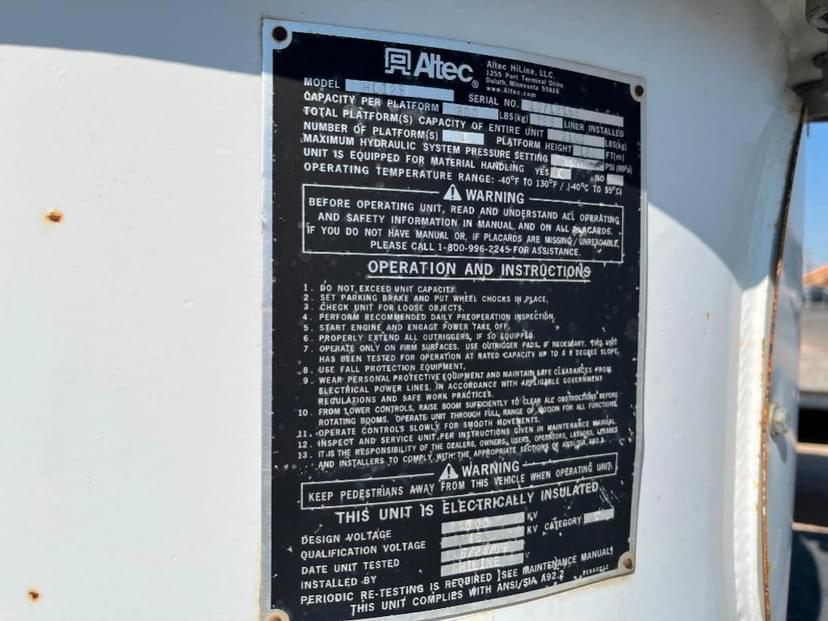 Altec
Altec HiLine, LLC.
1255 Port Terminal Drive
Duluth, Minnesota 55816
www.Altec.com
MODEL
SERIAL NO.
CAPACITY PER PLATFORM LBS(kg) LINER INSTALLED
TOTAL PLATFORM(S) CAPACITY OF ENTIRE UNIT LBS(kg)
NUMBER OF PLATFORM(S) PLATFORM HEIGHT FT(m)
MAXIMUM HYDRAULIC SYSTEM PRESSURE SETTING PSI (MPa)
UNIT IS EQUIPPED FOR MATERIAL HANDLING YES X NO
OPERATING TEMPERATURE RANGE: -40°F TO 130°F / (-40°C TO 55°C)
WARNING
BEFORE OPERATING UNIT, READ AND UNDERSTAND ALL OPERATING
AND SAFETY INFORMATION IN MANUAL, AND ON ALL PLACARDS.
IF YOU DO NOT HAVE MANUAL OR, IF PLACARDS ARE MISSING / UNREADABLE,
PLEASE CALL 1-800-996-2245 FOR ASSISTANCE.
OPERATION AND INSTRUCTIONS
1. DO NOT EXCEED UNIT CAPACITY.
2. SET PARKING BRAKE AND PUT WHEEL CHOCKS IN PLACE.
3. CHECK UNIT FOR LOOSE OBJECTS.
4. PERFORM RECOMMENDED DAILY PREOPERATION INSPECTION.
5. START ENGINE AND ENGAGE POWER TAKE OFF.
6. PROPERLY EXTEND ALL OUTRIGGERS, IF SO EQUIPPED.
7. OPERATE ONLY ON FIRM SURFACES. USE OUTRIGGER PADS, IF NECESSARY. THIS UNIT
HAS BEEN TESTED FOR OPERATION AT RATED CAPACITY UP TO A 5 DEGREE SLOPE.
8. USE FALL PROTECTION EQUIPMENT.
9. WEAR PERSONAL PROTECTIVE EQUIPMENT AND MAINTAIN SAFE CLEARANCES FROM
ELECTRICAL POWER LINES, IN ACCORDANCE WITH APPLICABLE GOVERNMENT
REGULATIONS AND SAFE WORK PRACTICES.
10. FROM LOWER CONTROLS, RAISE BOOM SUFFICIENTLY TO CLEAR ALL OBSTRUCTIONS BEFORE
ROTATING BOOMS. OPERATE UNIT THROUGH FULL RANGE OF MOTION FOR ALL FUNCTIONS.
11. OPERATE CONTROLS SLOWLY FOR SMOOTH MOVEMENTS.
12. INSPECT AND SERVICE UNIT, PER INSTRUCTIONS GIVEN IN MAINTENANCE MANUAL.
13. IT IS THE RESPONSIBILITY OF THE DEALERS, OWNERS, USERS, OPERATORS, LESSORS, LESSEES
AND INSTALLERS TO COMPLY WITH THE APPROPRIATE SECTIONS OF ANSI/SIA A92.2
WARNING
KEEP PEDESTRIANS AWAY FROM THIS VEHICLE WHEN OPERATING UNIT.
THIS UNIT IS ELECTRICALLY INSULATED
DESIGN VOLTAGE KV CATEGORY
QUALIFICATION VOLTAGE KV
DATE UNIT TESTED
INSTALLED BY HILINE
PERIODIC RE-TESTING IS REQUIRED [SEE MAINTENANCE MANUAL]
THIS UNIT COMPLIES WITH ANSI/SIA A92.2